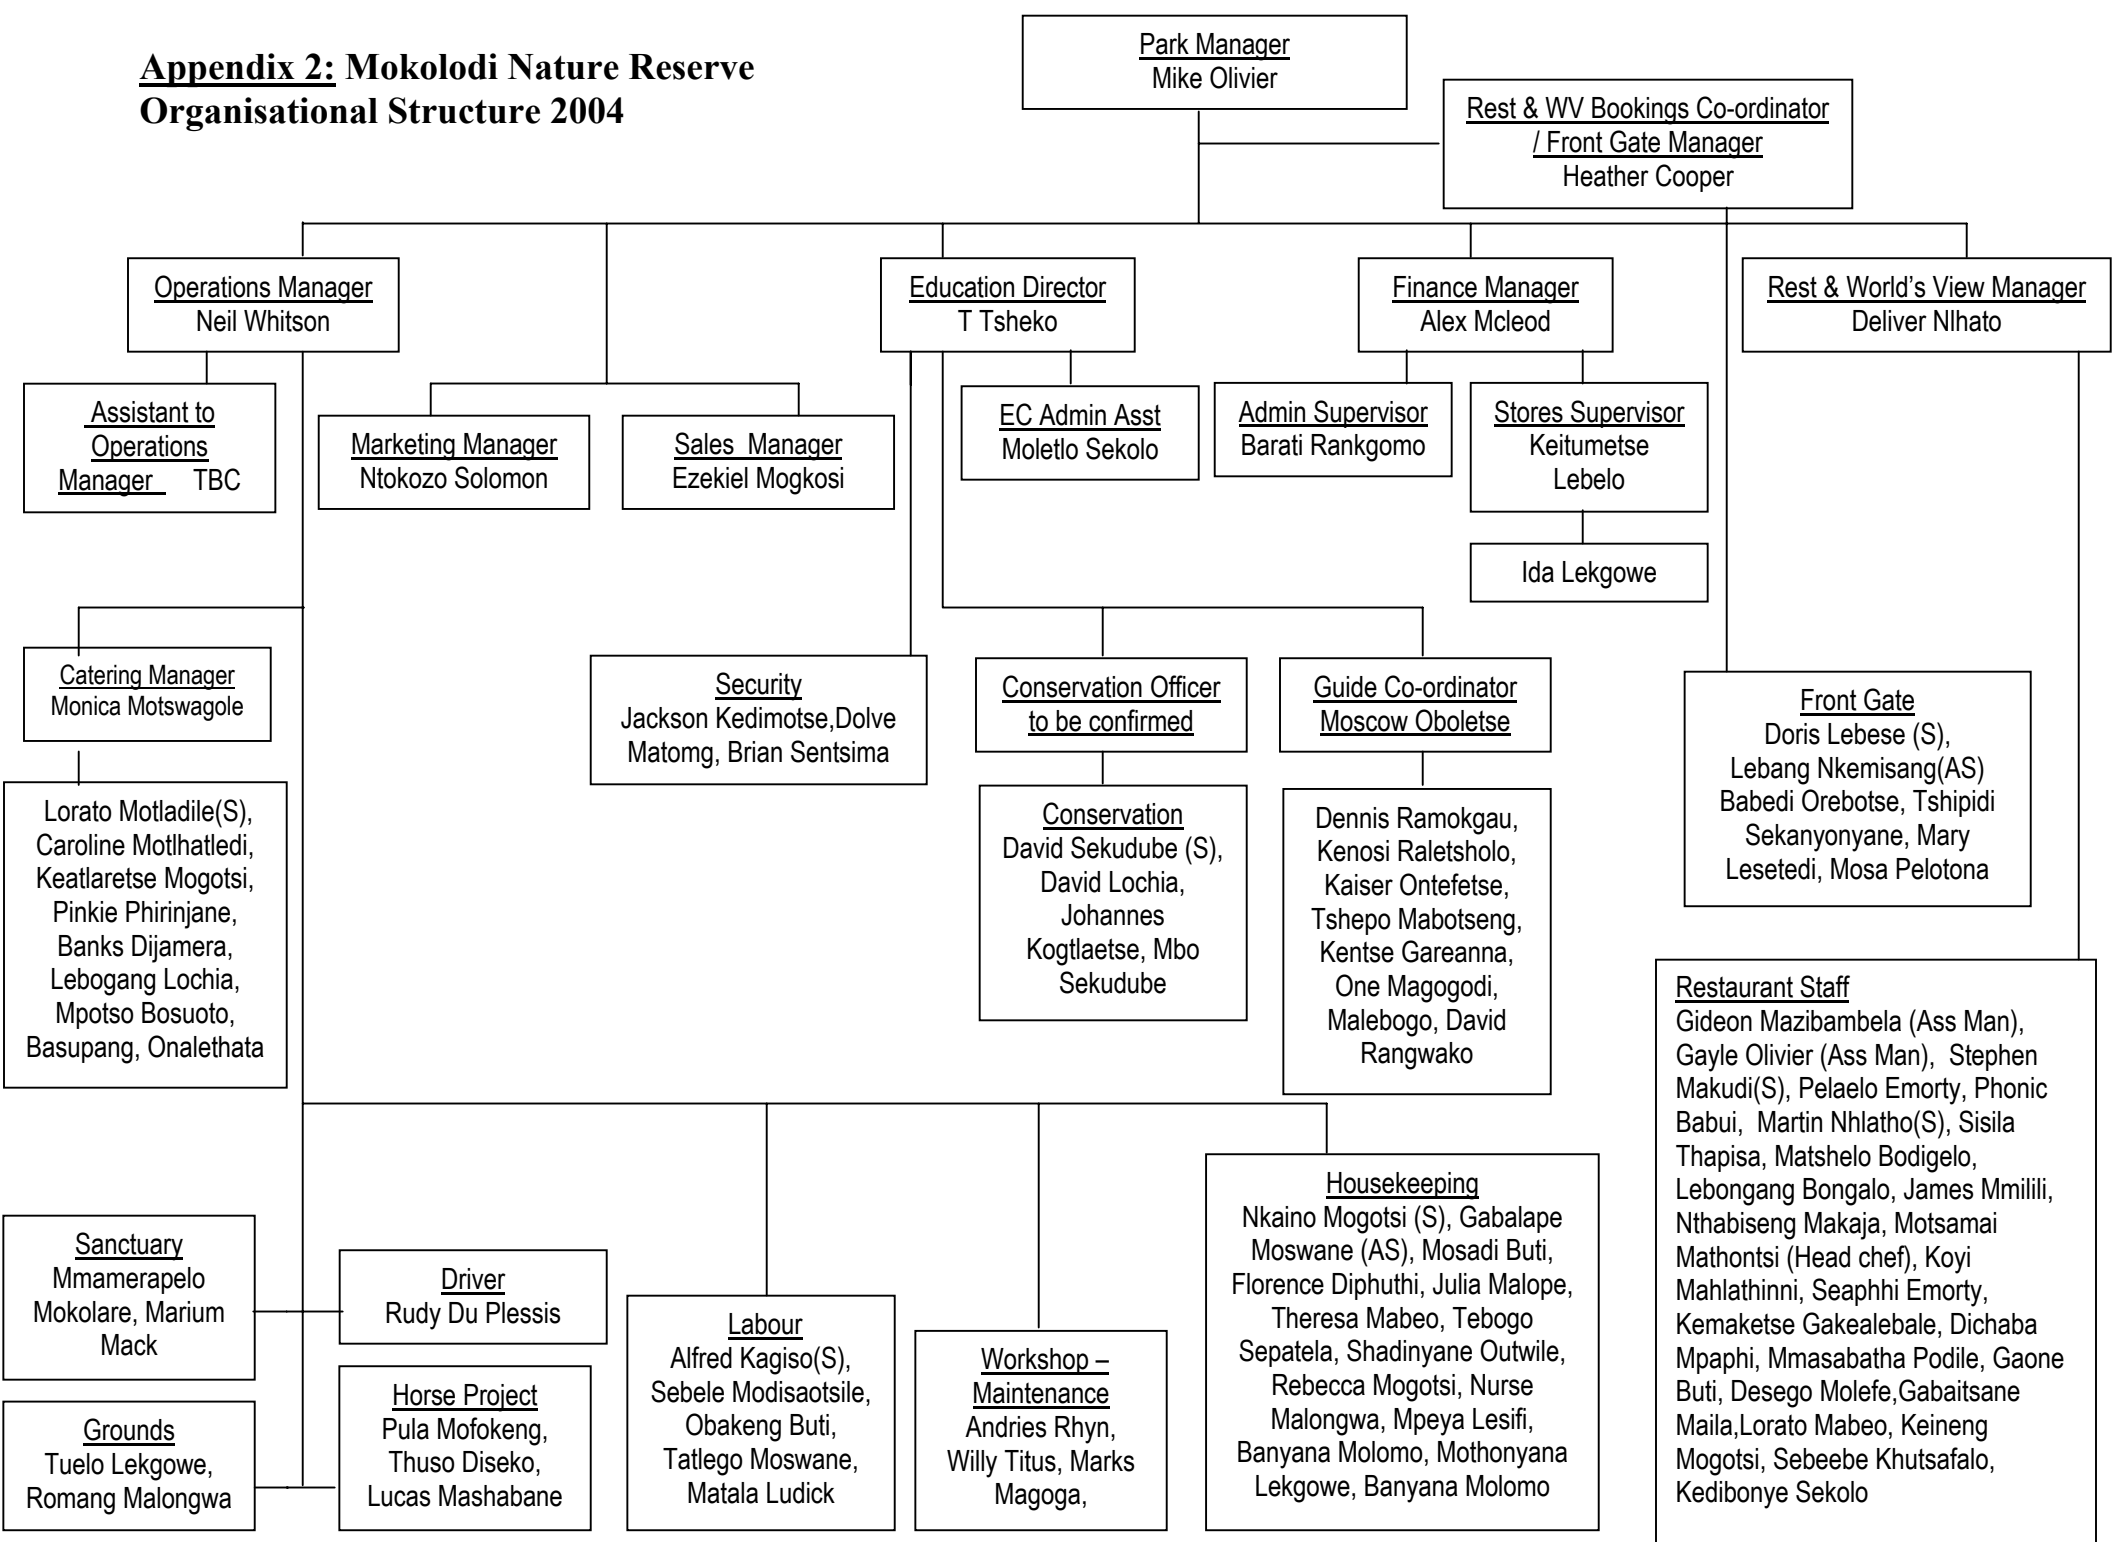 Appendix 2: Mokolodi Nature Reserve
Organisational Structure 2004
Park Manager
Mike Olivier
Rest & WV Bookings Co-ordinator
/ Front Gate Manager
Heather Cooper
Operations Manager
Neil Whitson
Education Director
T Tsheko
Finance Manager
Alex Mcleod
Rest & World's View Manager
Deliver Nlhato
Assistant to
Operations
Manager TBC
Marketing Manager
Ntokozo Solomon
Sales Manager
Ezekiel Mogkosi
EC Admin Asst
Moletlo Sekolo
Admin Supervisor
Barati Rankgomo
Stores Supervisor
Keitumetse
Lebelo
Ida Lekgowe
Catering Manager
Monica Motswagole
Security
Jackson Kedimotse,Dolve
Matomg, Brian Sentsima
Conservation Officer
to be confirmed
Guide Co-ordinator
Moscow Oboletse
Front Gate
Doris Lebese (S),
Lebang Nkemisang(AS)
Babedi Orebotse, Tshipidi
Sekanyonyane, Mary
Lesetedi, Mosa Pelotona
Lorato Motladile(S),
Caroline Motlhatledi,
Keatlaretse Mogotsi,
Pinkie Phirinjane,
Banks Dijamera,
Lebogang Lochia,
Mpotso Bosuoto,
Basupang, Onalethata
Conservation
David Sekudube (S),
David Lochia,
Johannes
Kogtlaetse, Mbo
Sekudube
Dennis Ramokgau,
Kenosi Raletsholo,
Kaiser Ontefetse,
Tshepo Mabotseng,
Kentse Gareanna,
One Magogodi,
Malebogo, David
Rangwako
Restaurant Staff
Gideon Mazibambela (Ass Man),
Gayle Olivier (Ass Man), Stephen
Makudi(S), Pelaelo Emorty, Phonic
Babui, Martin Nhlatho(S), Sisila
Thapisa, Matshelo Bodigelo,
Lebongang Bongalo, James Mmilili,
Nthabiseng Makaja, Motsamai
Mathontsi (Head chef), Koyi
Mahlathinni, Seaphhi Emorty,
Kemaketse Gakealebale, Dichaba
Mpaphi, Mmasabatha Podile, Gaone
Buti, Desego Molefe,Gabaitsane
Maila,Lorato Mabeo, Keineng
Mogotsi, Sebeebe Khutsafalo,
Kedibonye Sekolo
Sanctuary
Mmamerapelo
Mokolare, Marium
Mack
Driver
Rudy Du Plessis
Grounds
Tuelo Lekgowe,
Romang Malongwa
Horse Project
Pula Mofokeng,
Thuso Diseko,
Lucas Mashabane
Labour
Alfred Kagiso(S),
Sebele Modisaotsile,
Obakeng Buti,
Tatlego Moswane,
Matala Ludick
Workshop –
Maintenance
Andries Rhyn,
Willy Titus, Marks
Magoga,
Housekeeping
Nkaino Mogotsi (S), Gabalape
Moswane (AS), Mosadi Buti,
Florence Diphuthi, Julia Malope,
Theresa Mabeo, Tebogo
Sepatela, Shadinyane Outwile,
Rebecca Mogotsi, Nurse
Malongwa, Mpeya Lesifi,
Banyana Molomo, Mothonyana
Lekgowe, Banyana Molomo